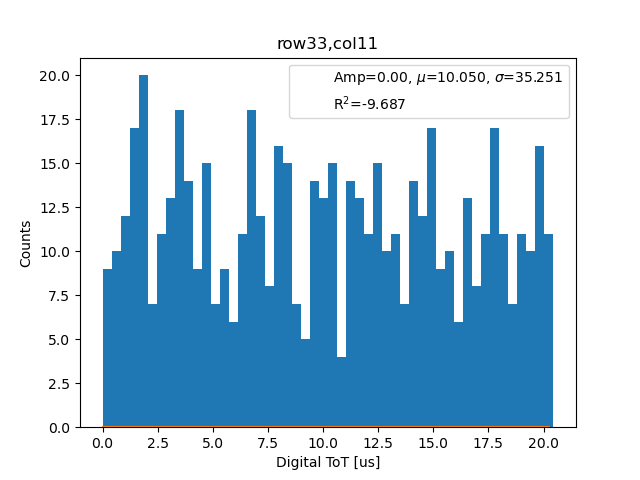 row33,col11
Amp=0.00, μ=10.050, σ=35.251
R²=-9.687
20.0
17.5
15.0
12.5
10.0
7.5
5.0
2.5
0.0
Counts
0.0 2.5 5.0 7.5 10.0 12.5 15.0 17.5 20.0
Digital ToT [us]